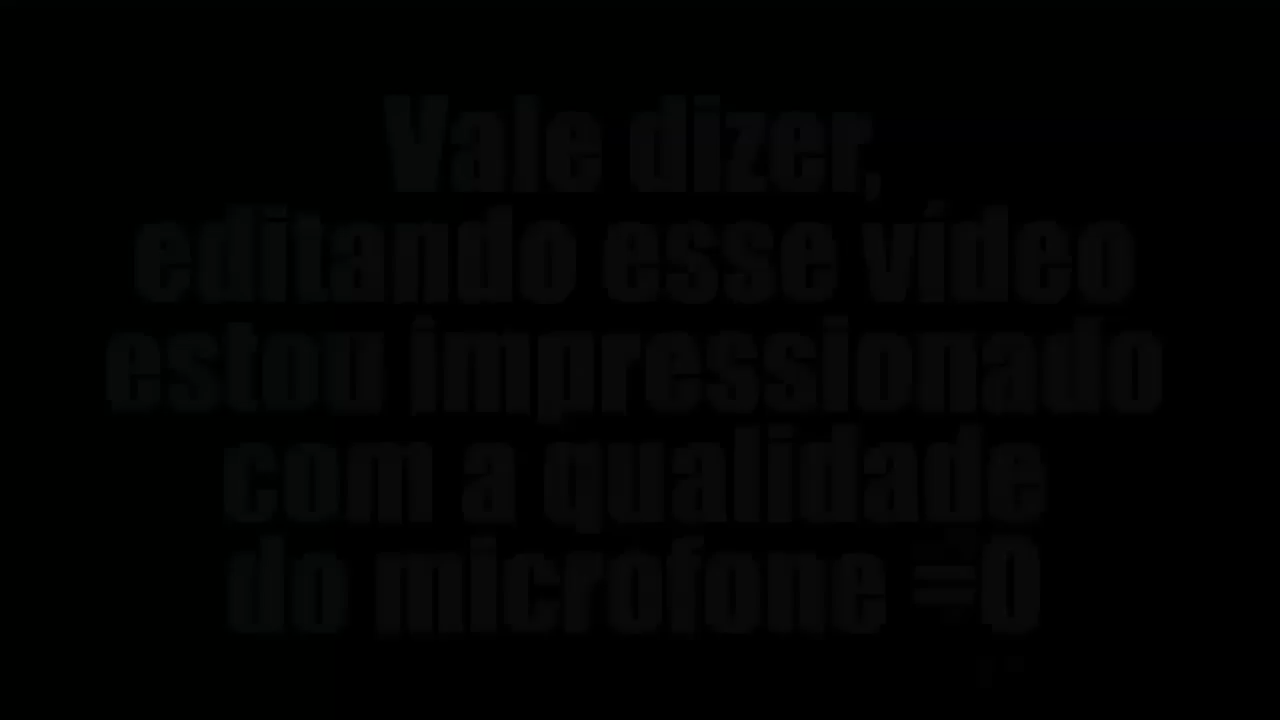 Vale dizer,
editando esse vídeo
estou impressionado
com a qualidade
do microfone =O